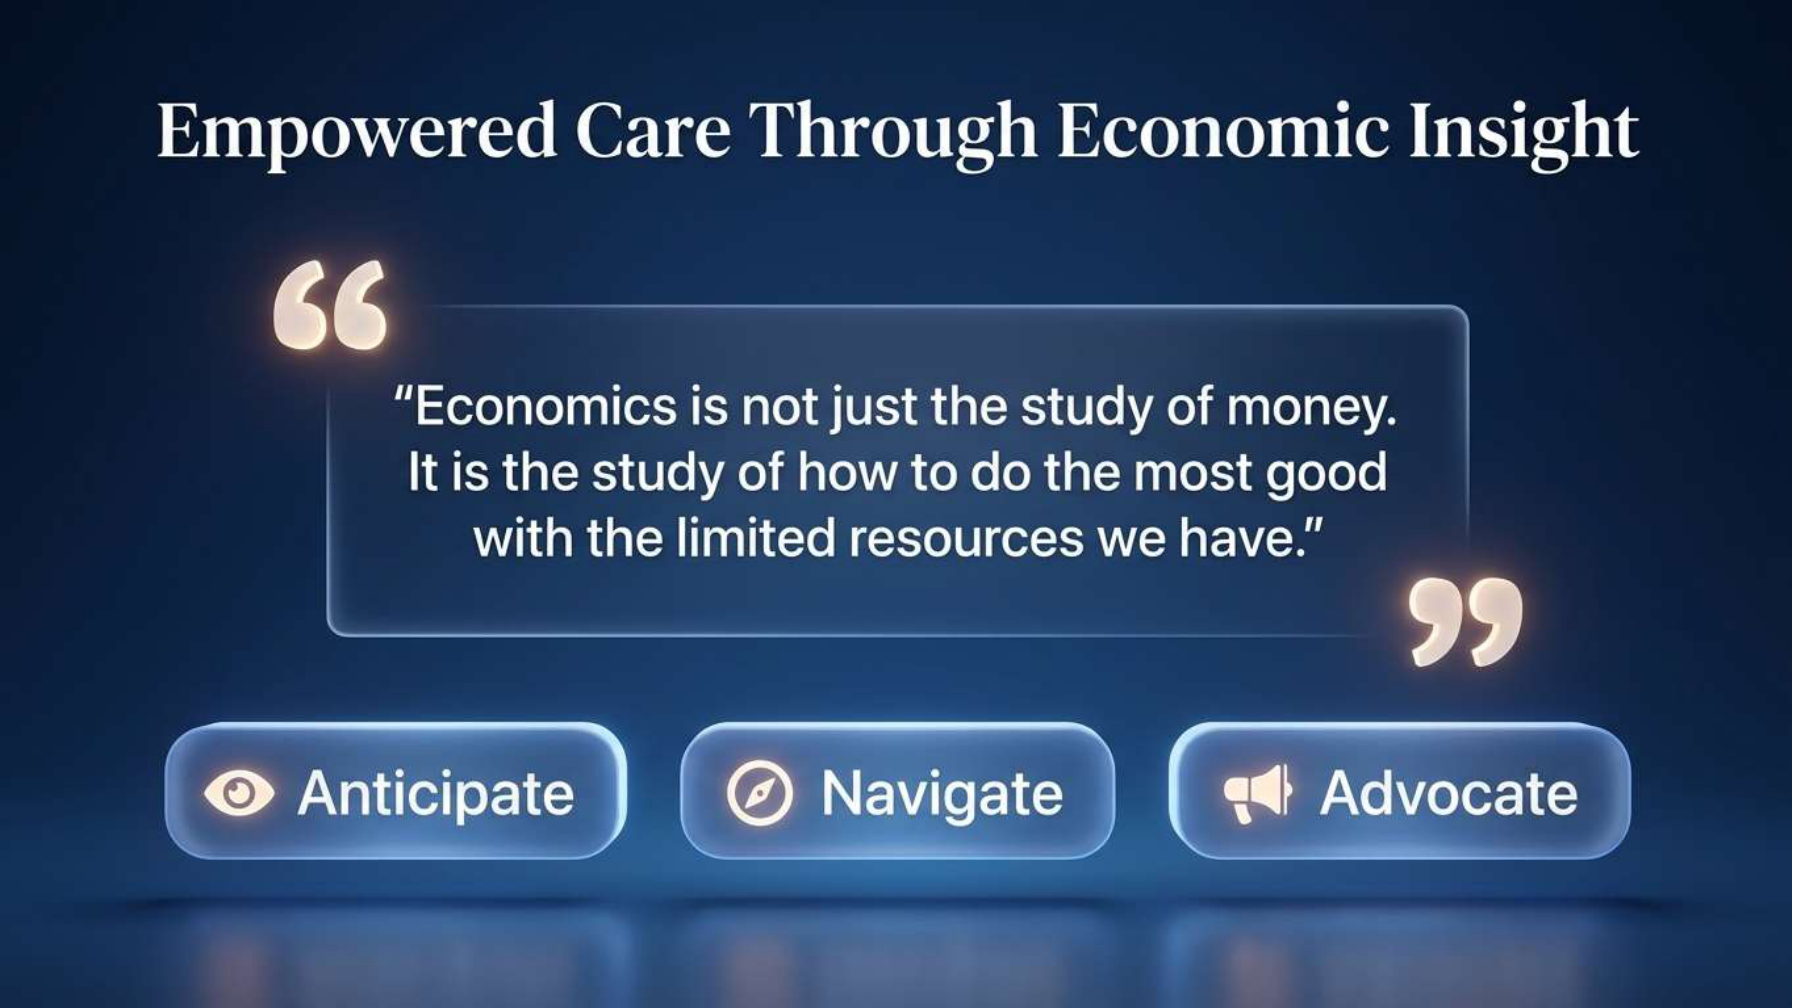 Empowered Care Through Economic Insight
“Economics is not just the study of money.
It is the study of how to do the most good
with the limited resources we have.”
Anticipate
Navigate
Advocate